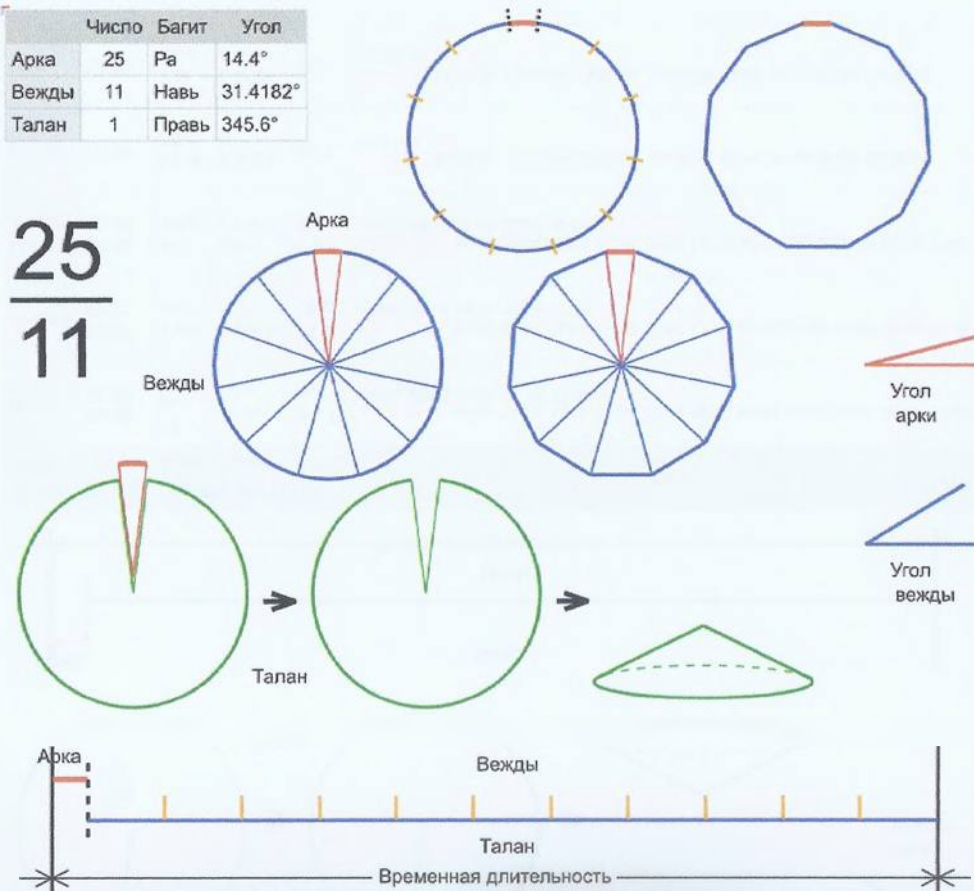 Число Багит Угол
Арка 25 Ра 14.4°
Вежды 11 Навь 31.4182°
Талан 1 Правь 345.6°
25
11
Арка
Вежды
Угол
арки
Угол
вежды
Талан
Арка
Вежды
Талан
Временная длительность